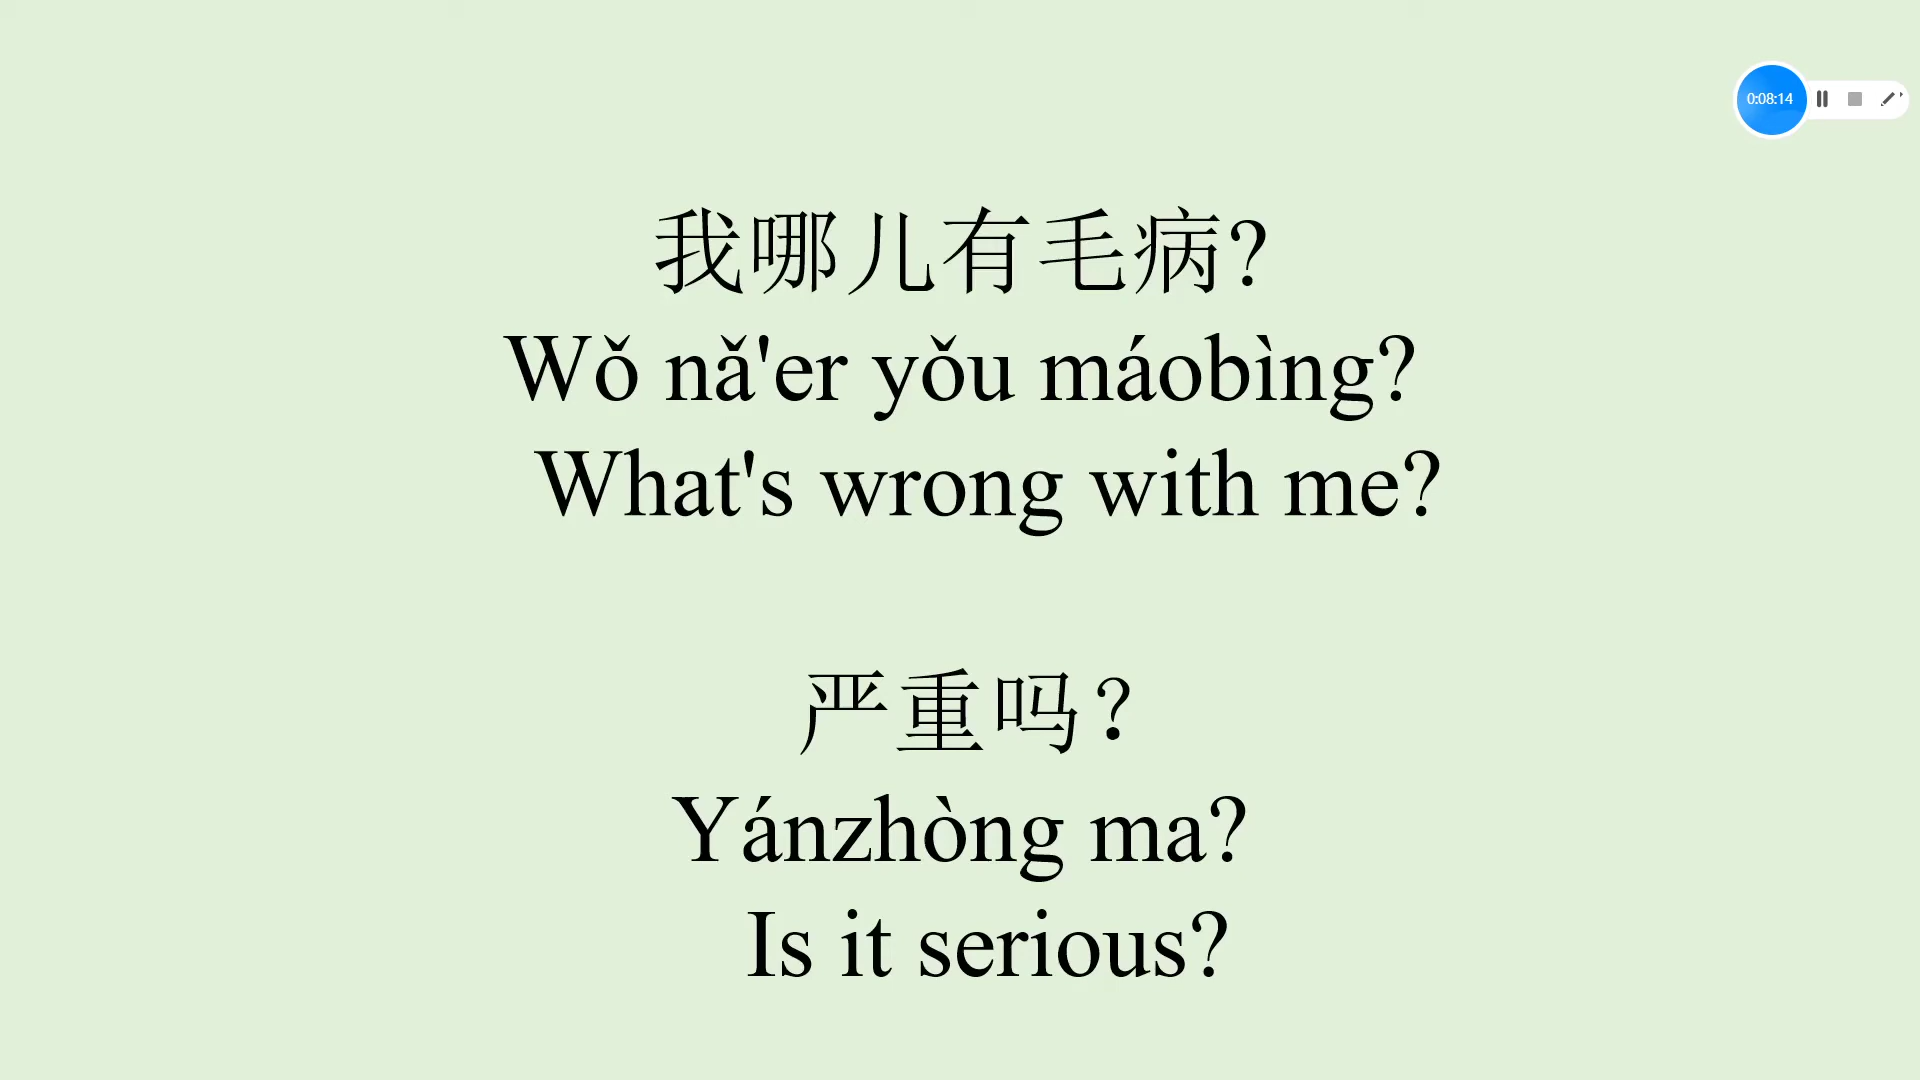 0:08:14
我哪儿有毛病?
Wǒ nǎ'er yǒu máobìng?
What's wrong with me?
严重吗？
Yánzhòng ma?
Is it serious?